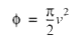 ϕ = π/2 v²